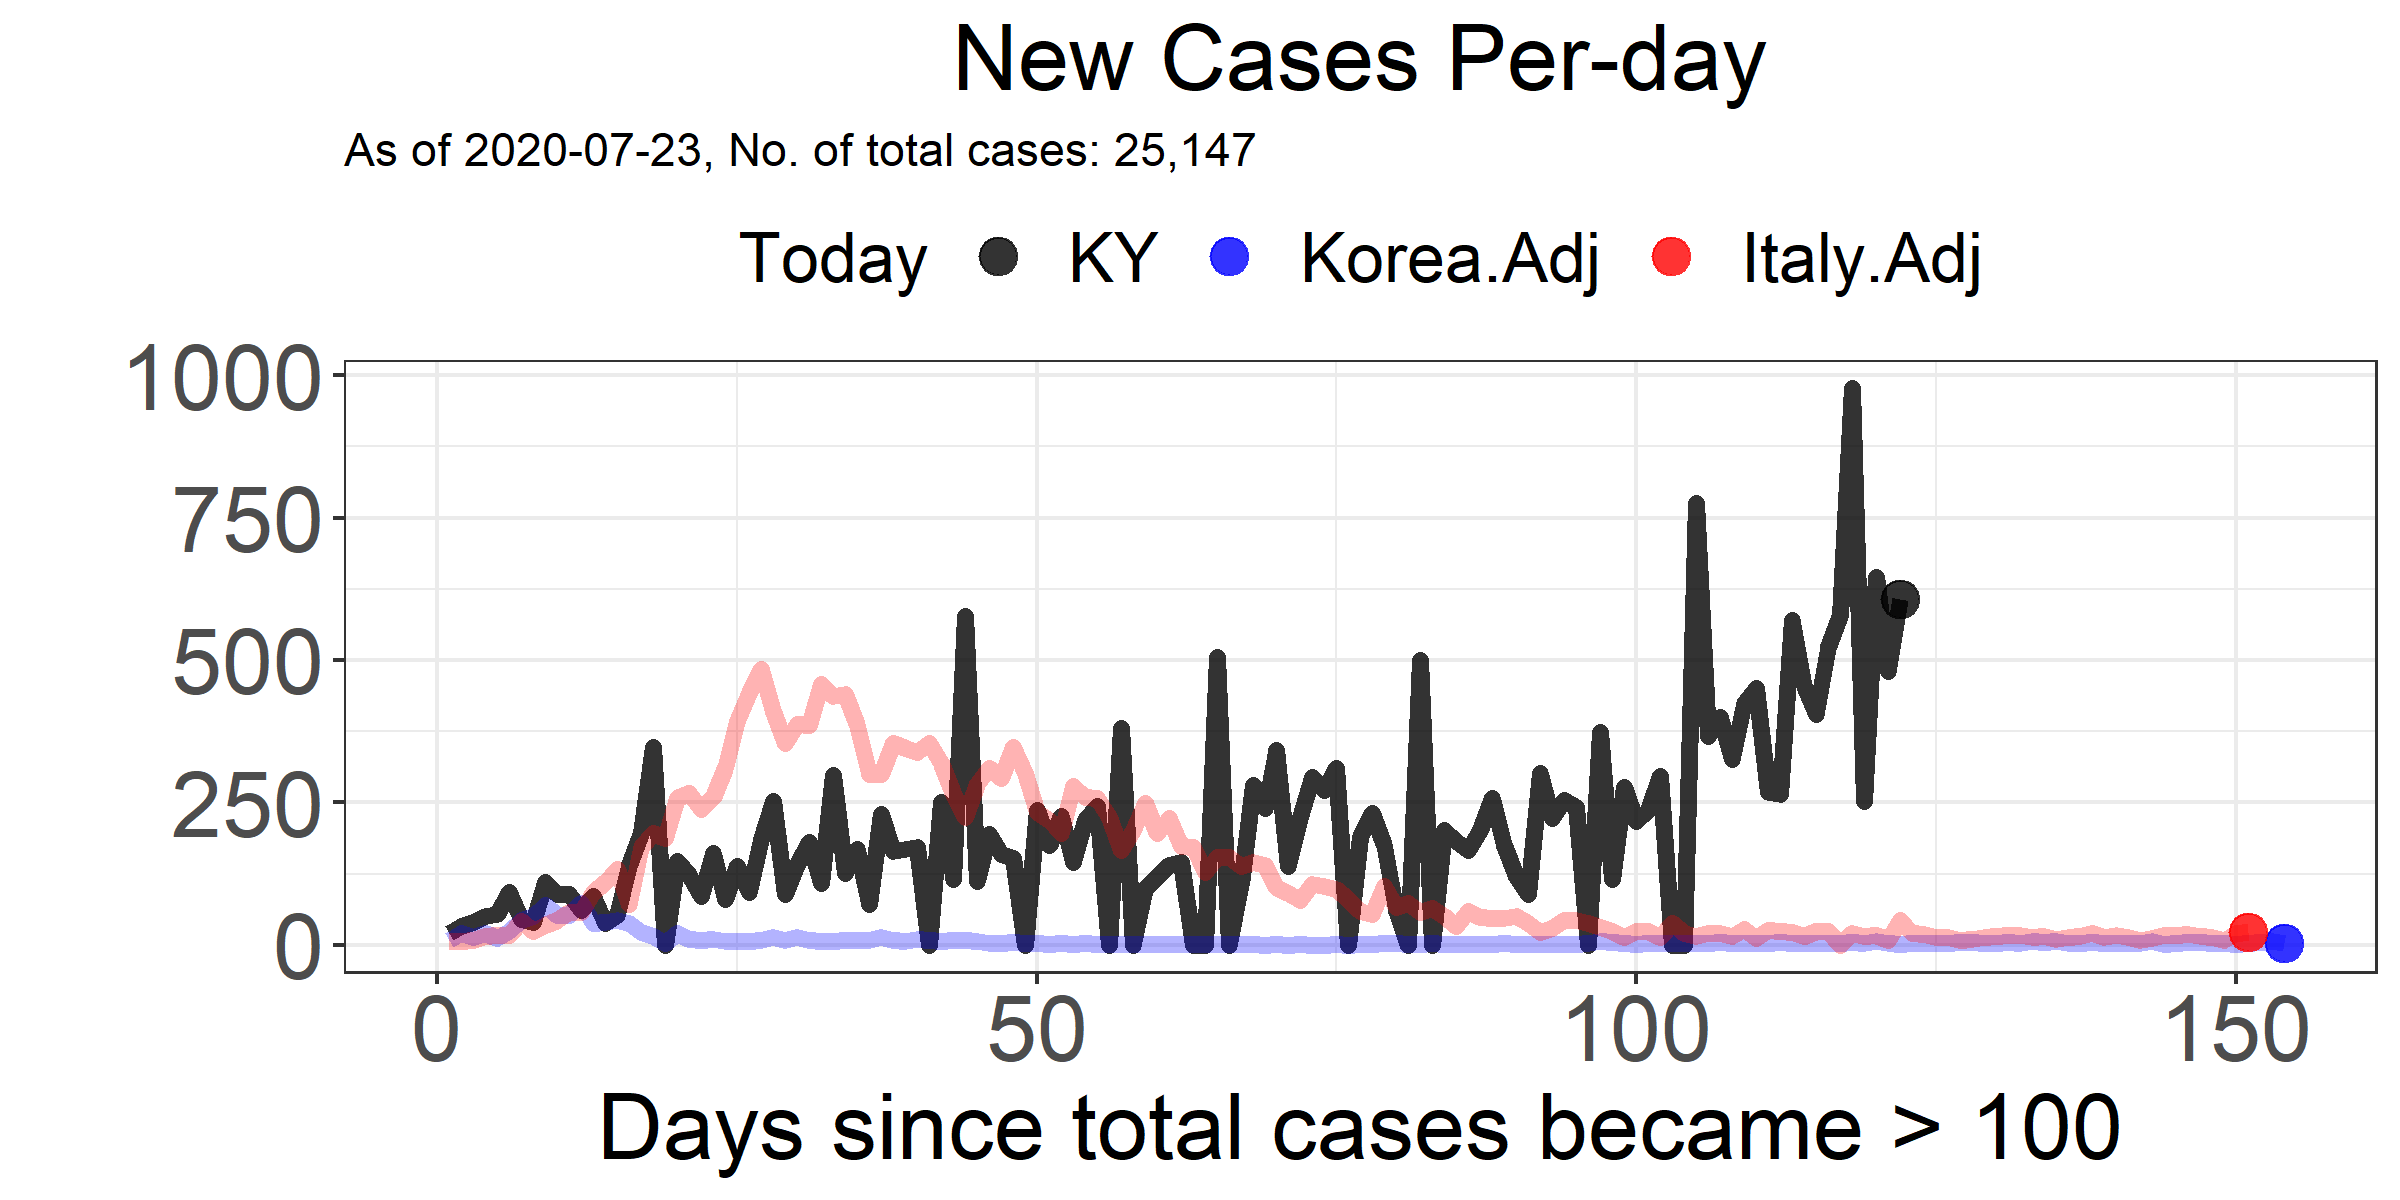 New Cases Per-day
As of 2020-07-23, No. of total cases: 25,147
Today KY Korea.Adj Italy.Adj
1000
750
500
250
0
0 50 100 150
Days since total cases became > 100